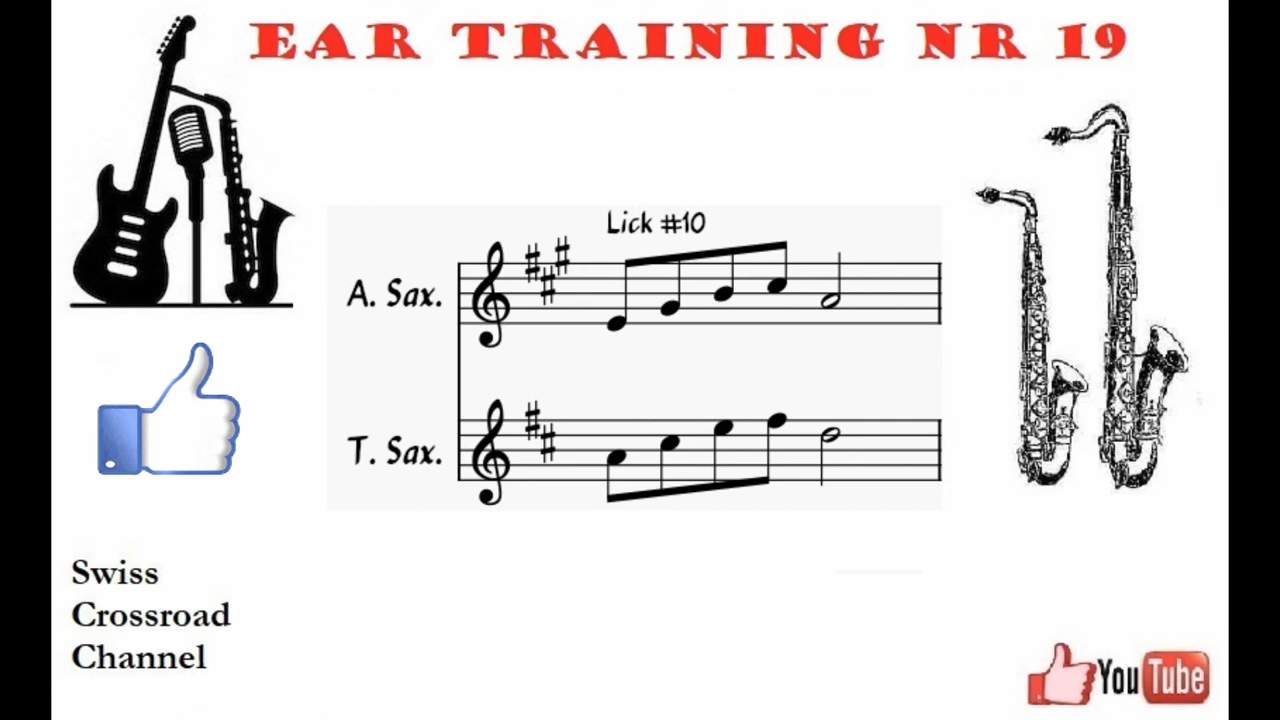 EAR TRAINING NR 19
Lick #10
A. Sax.
T. Sax.
Swiss
Crossroad
Channel
YouTube